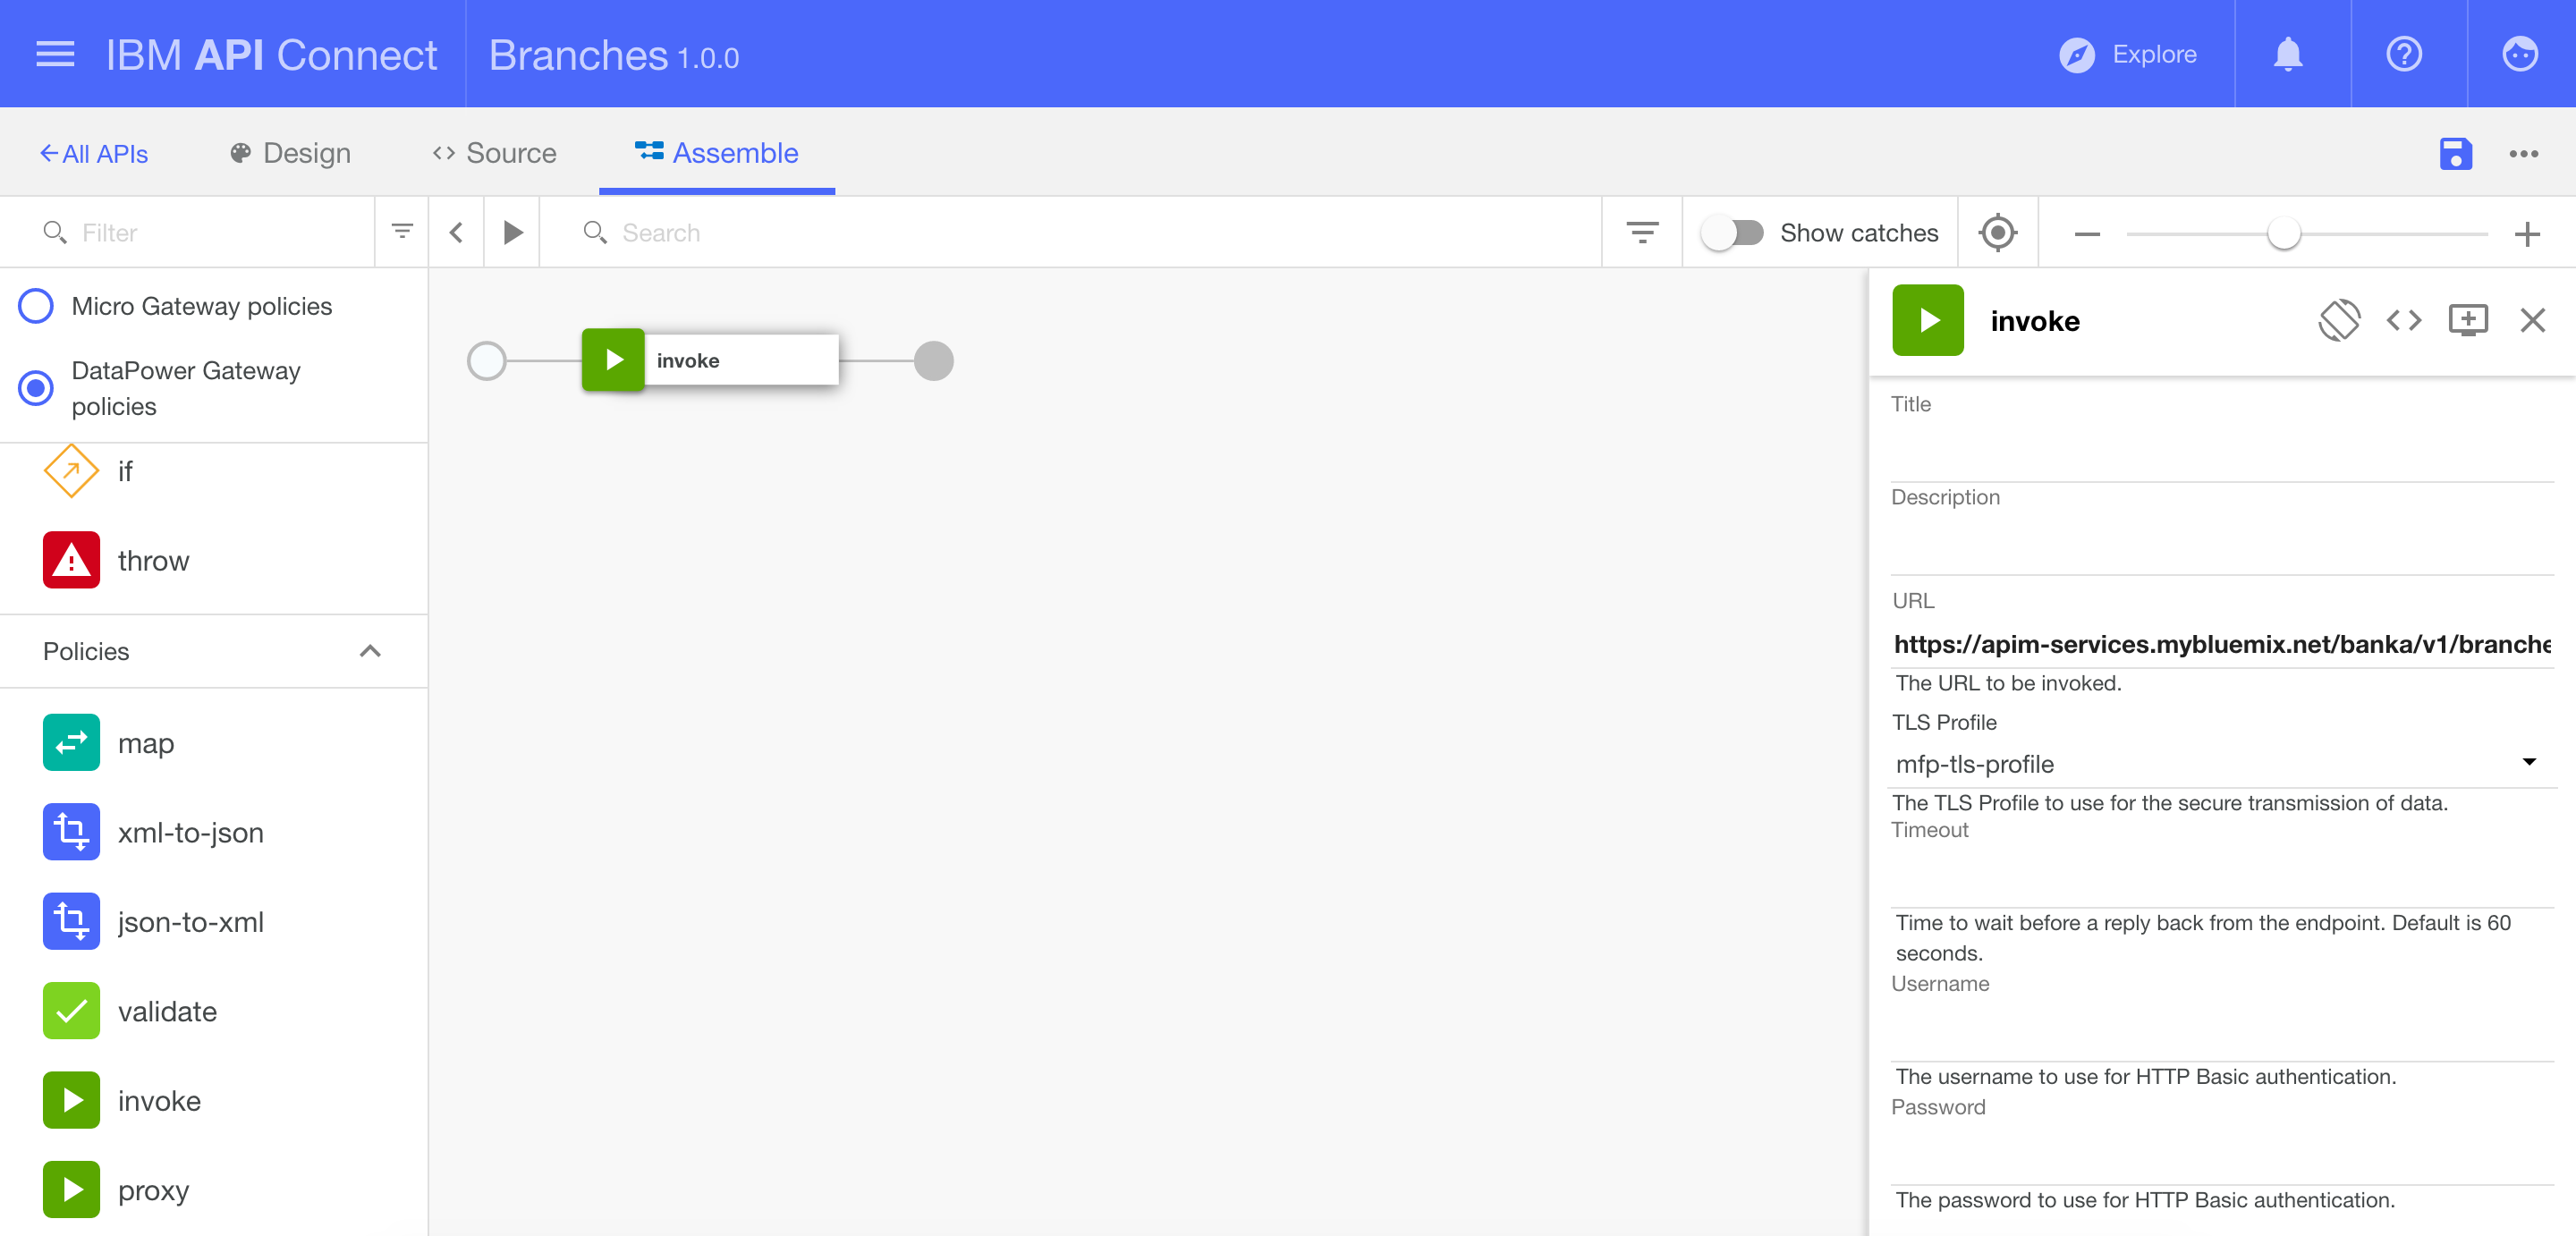 IBM API Connect
Branches 1.0.0
Explore
All APIs
Design
Source
Assemble
Filter
Search
Show catches
Micro Gateway policies
DataPower Gateway
policies
if
throw
Policies
map
xml-to-json
json-to-xml
validate
invoke
proxy
invoke
invoke
Title
Description
URL
https://apim-services.mybluemix.net/banka/v1/branche
The URL to be invoked.
TLS Profile
mfp-tls-profile
The TLS Profile to use for the secure transmission of data.
Timeout
Time to wait before a reply back from the endpoint. Default is 60
seconds.
Username
The username to use for HTTP Basic authentication.
Password
The password to use for HTTP Basic authentication.